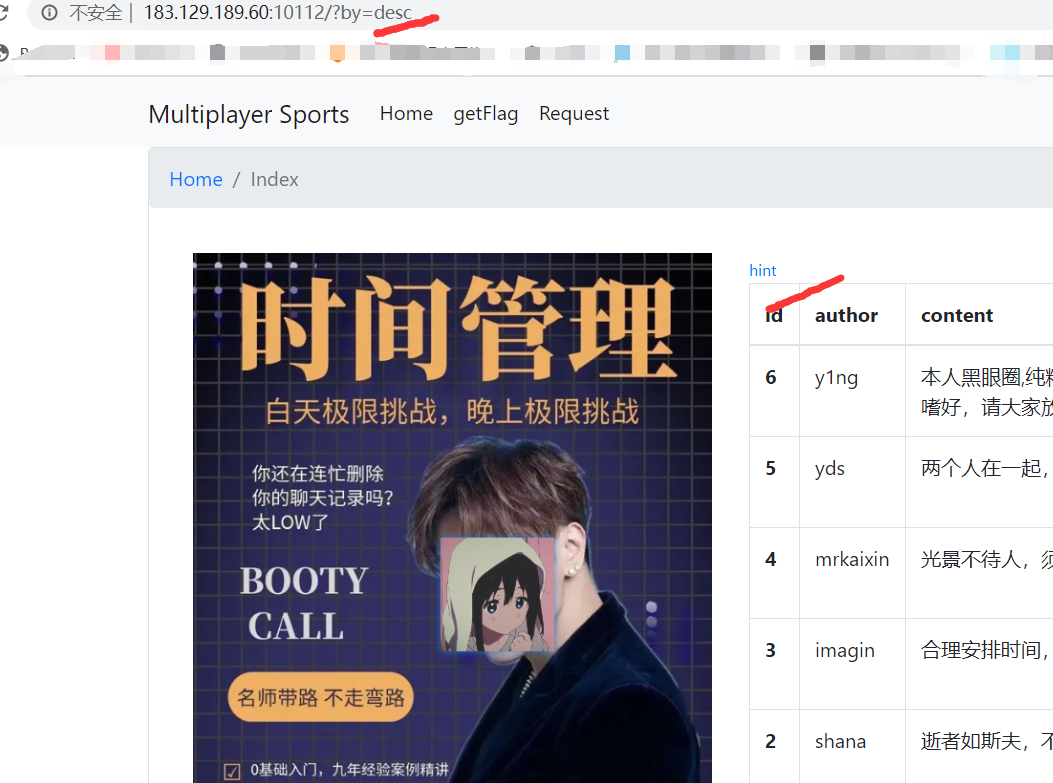 不安全 | 183.129.189.60:10112/?by=desc
Multiplayer Sports Home getFlag Request
Home / Index
时间管理
白天极限挑战，晚上极限挑战
你还在连忙删除
你的聊天记录吗?
太LOW了
BOOTY
CALL
名师带路 不走弯路
0基础入门，九年经验案例精讲
hint
id author content
6 y1ng 本人黑眼圈,纯
嗜好，请大家放
5 yds 两个人在一起，
4 mrkaixin 光景不待人，须
3 imagin 合理安排时间，
2 shana 逝者如斯夫，不